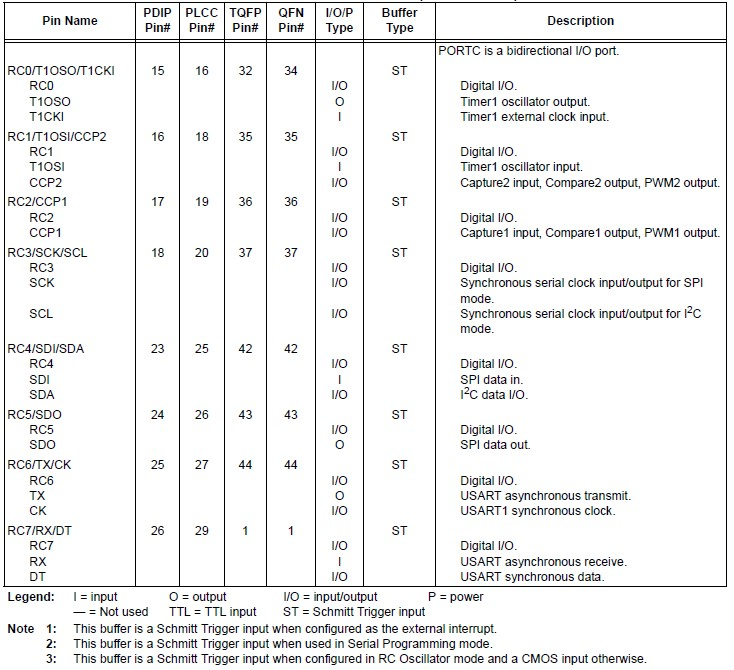 Pin Name PDIP Pin# PLCC Pin# TQFP Pin# QFN Pin# I/O/P Type Buffer Type Description
PORTC is a bidirectional I/O port.
RC0/T1OSO/T1CKI 15 16 32 34 ST
RC0 I/O Digital I/O.
T1OSO O Timer1 oscillator output.
T1CKI I Timer1 external clock input.
RC1/T1OSI/CCP2 16 18 35 35 ST
RC1 I/O Digital I/O.
T1OSI I Timer1 oscillator input.
CCP2 I/O Capture2 input, Compare2 output, PWM2 output.
RC2/CCP1 17 19 36 36 ST
RC2 I/O Digital I/O.
CCP1 I/O Capture1 input, Compare1 output, PWM1 output.
RC3/SCK/SCL 18 20 37 37 ST
RC3 I/O Digital I/O.
SCK I/O Synchronous serial clock input/output for SPI
mode.
SCL I/O Synchronous serial clock input/output for I2C
mode.
RC4/SDI/SDA 23 25 42 42 ST
RC4 I/O Digital I/O.
SDI I SPI data in.
SDA I/O I2C data I/O.
RC5/SDO 24 26 43 43 ST
RC5 I/O Digital I/O.
SDO O SPI data out.
RC6/TX/CK 25 27 44 44 ST
RC6 I/O Digital I/O.
TX O USART asynchronous transmit.
CK I/O USART1 synchronous clock.
RC7/RX/DT 26 29 1 1 ST
RC7 I/O Digital I/O.
RX I USART asynchronous receive.
DT I/O USART synchronous data.
Legend: I = input O = output I/O = input/output P = power
— = Not used TTL = TTL input ST = Schmitt Trigger input
Note 1: This buffer is a Schmitt Trigger input when configured as the external interrupt.
2: This buffer is a Schmitt Trigger input when used in Serial Programming mode.
3: This buffer is a Schmitt Trigger input when configured in RC Oscillator mode and a CMOS input otherwise.